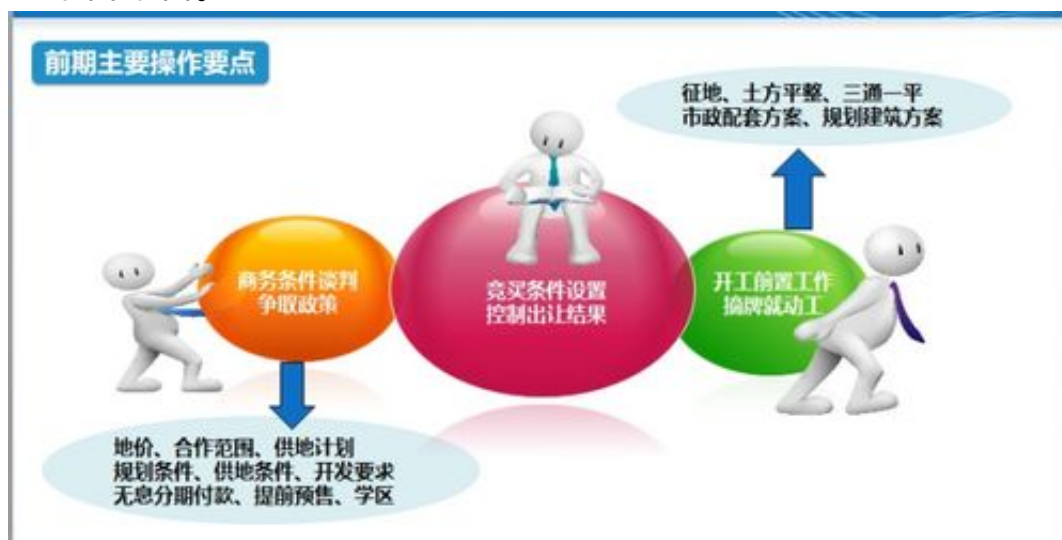 前期主要操作要点
征地、土方平整、三通一平
市政配套方案、规划建筑方案
商务条件谈判
争取政策
竞买条件设置
控制出让结果
开工前置工作
摘牌就动工
地价、合作范围、供地计划
规划条件、供地条件、开发要求
无息分期付款、提前预售、学区